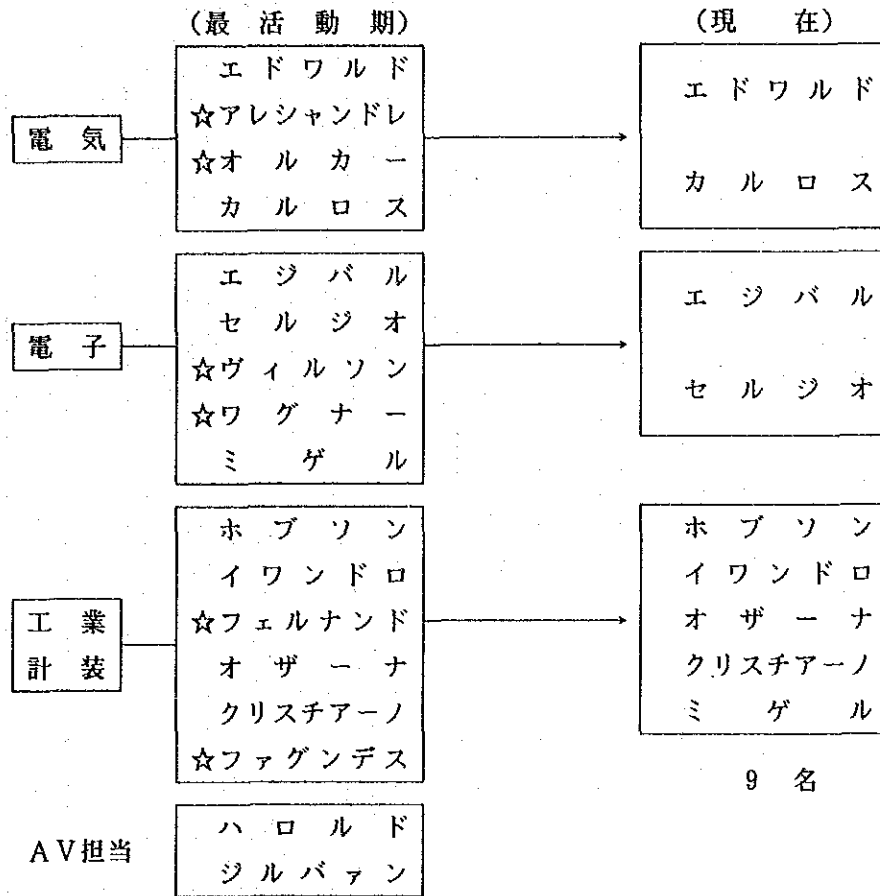 (最活動期)
(現在)
電気
エドワルド
☆アレシャンドレ
☆オルカー
カルロス
エドワルド
カルロス
電子
エジバル
セルジオ
☆ヴィルソン
☆ワグナー
ミゲル
エジバル
セルジオ
工業
計装
ホブソン
イワンドロ
☆フェルナンド
オザーナ
クリスチアーノ
☆ファグンデス
ホブソン
イワンドロ
オザーナ
クリスチアーノ
ミゲル
9名
AV担当
ハロルド
ジルバァン